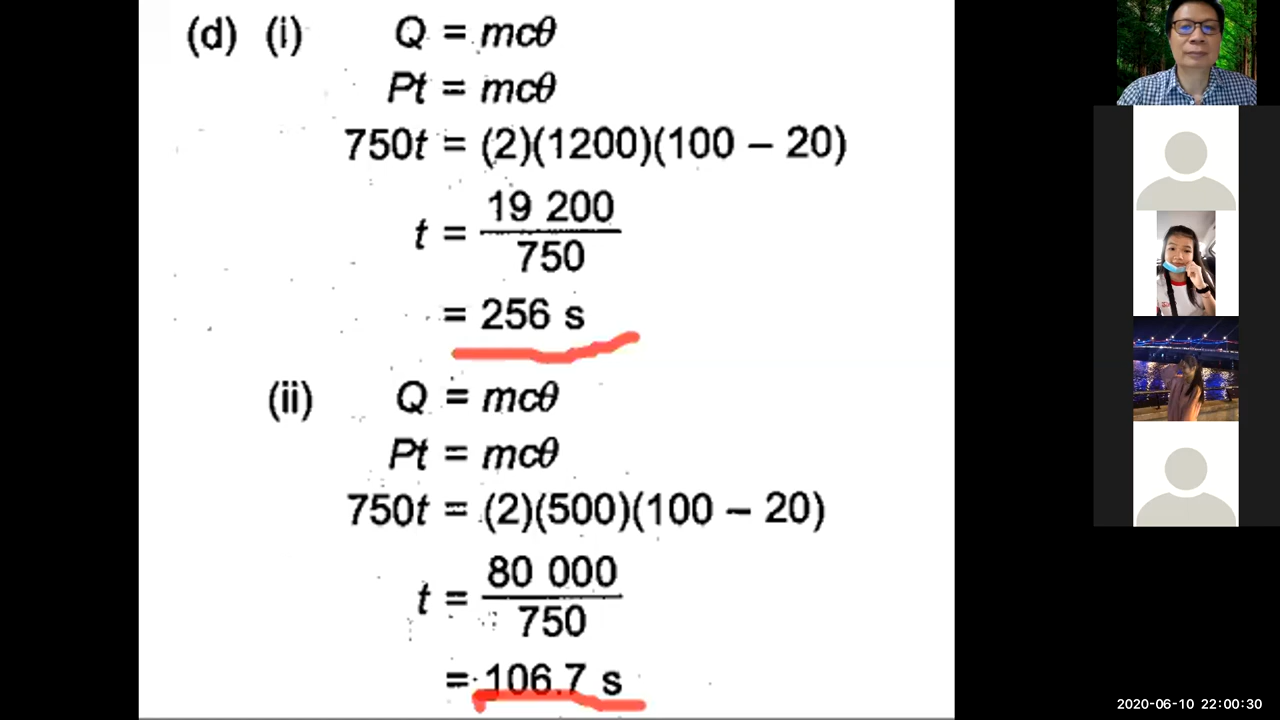 (d) (i) Q = mcθ
Pt = mcθ
750t = (2)(1200)(100 – 20)
t = 19 200
750
= 256 s
(ii) Q = mcθ
Pt = mcθ
750t = (2)(500)(100 – 20)
t = 80 000
750
= 106.7 s
2020-06-10 22:00:30